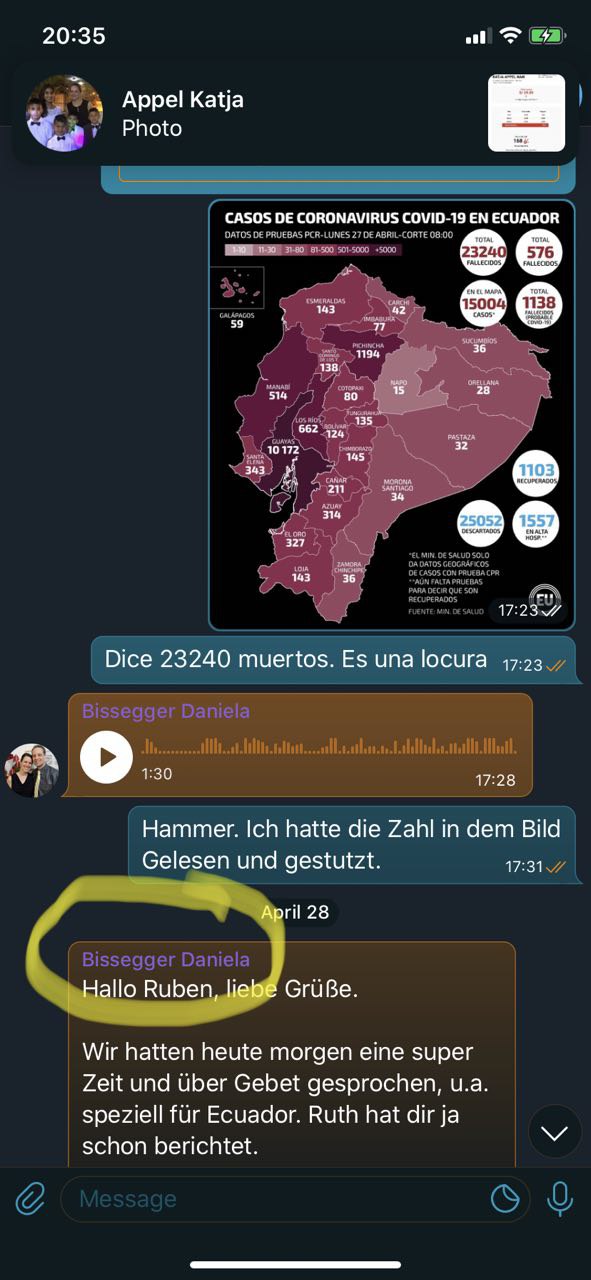 20:35
Appel Katja
Photo
CASOS DE CORONAVIRUS COVID-19 EN ECUADOR
DATOS DE PRUEBAS PCR-LUNES 27 DE ABRIL-CORTE 08:00
1-10 11-30 31-80 81-500 501-5000 +5000
TOTAL
23240
FALLECIDOS
TOTAL
576
FALLECIDOS
EN EL MAPA
15004
CASOS*
TOTAL
1138
FALLECIDOS
(PROBABLE
COVID-19)
GALÁPAGOS
59
ESMERALDAS
143
CARCHI
42
IMBABURA
77
SUCUMBÍOS
36
PICHINCHA
1194
SANTO
DOMINGO
DE LOS T.
138
NAPO
15
ORELLANA
28
MANABÍ
514
COTOPAXI
80
TUNGURAHUA
135
LOS RÍOS
662
BOLÍVAR
124
PASTAZA
32
GUAYAS
10 172
CHIMBORAZO
145
SANTA
ELENA
343
CAÑAR
211
MORONA
SANTIAGO
34
AZUAY
314
EL ORO
327
LOJA
143
ZAMORA
CHINCHIPE
36
1103
RECUPERADOS
25052
DESCARTADOS
1557
EN ALTA
HOSP.**
*EL MIN. DE SALUD SOLO
DA DATOS GEOGRÁFICOS
DE CASOS CON PRUEBA CPR
**AÚN FALTA PRUEBAS
PARA DECIR QUE SON
RECUPERADOS
FUENTE: MIN. DE SALUD
EU
17:23
Dice 23240 muertos. Es una locura 17:23
Bissegger Daniela
1:30 17:28
Hammer. Ich hatte die Zahl in dem Bild
Gelesen und gestutzt. 17:31
April 28
Bissegger Daniela
Hallo Ruben, liebe Grüße.
Wir hatten heute morgen eine super
Zeit und über Gebet gesprochen, u.a.
speziell für Ecuador. Ruth hat dir ja
schon berichtet.
Message